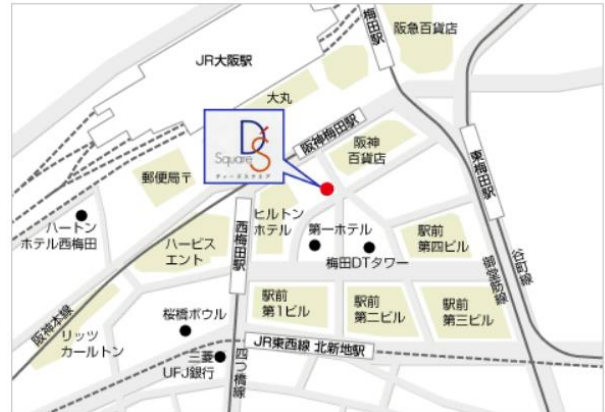 梅田駅
阪急百貨店
JR大阪駅
大丸
D's
Square
ディーズスクエア
阪神梅田駅
阪神
百貨店
東梅田駅
郵便局〒
ハートン
ホテル西梅田
西梅田駅
ヒルトン
ホテル
第一ホテル
梅田DTタワー
駅前
第四ビル
ハービス
エント
谷町線
御堂筋線
阪神本線
リッツ
カールトン
桜橋ボウル
駅前
第1ビル
駅前
第二ビル
駅前
第三ビル
三菱
UFJ銀行
四つ橋線
JR東西線 北新地駅